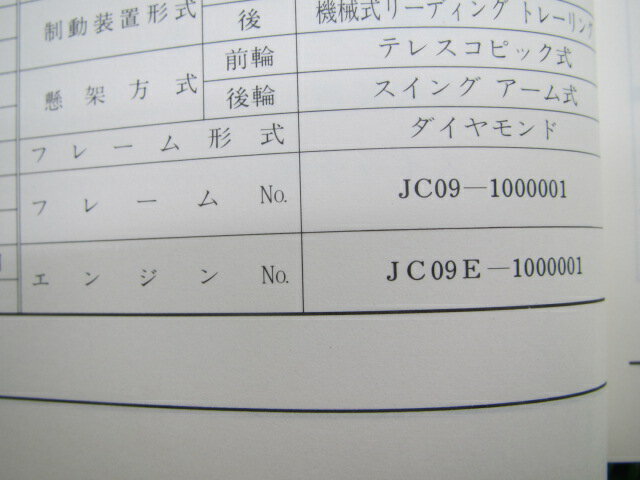 制動装置形式 後 機械式リーディング トレーリング
懸架方式 前輪 テレスコピック式
後輪 スイング アーム式
フレーム形式 ダイヤモンド
フレーム No. JC09―1000001
エンジン No. JC09E―1000001